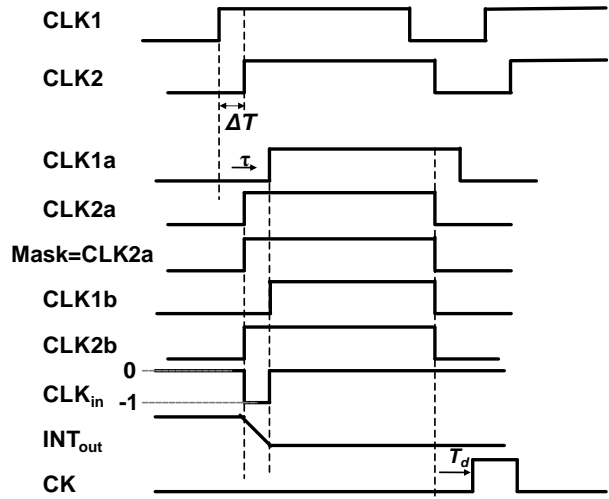 CLK1
CLK2
ΔT
CLK1a
τ
CLK2a
Mask=CLK2a
CLK1b
CLK2b
0
CLKin
-1
INTout
Td
CK